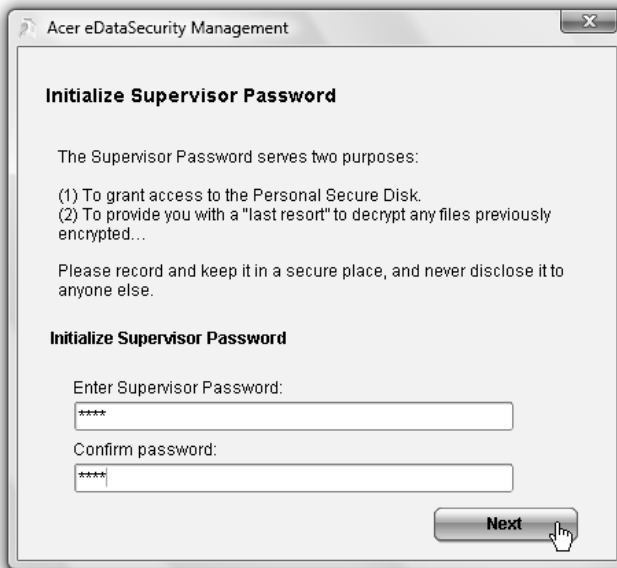 Acer eDataSecurity Management
Initialize Supervisor Password
The Supervisor Password serves two purposes:
(1) To grant access to the Personal Secure Disk.
(2) To provide you with a "last resort" to decrypt any files previously
encrypted...
Please record and keep it in a secure place, and never disclose it to
anyone else.
Initialize Supervisor Password
Enter Supervisor Password:
****
Confirm password:
****
Next